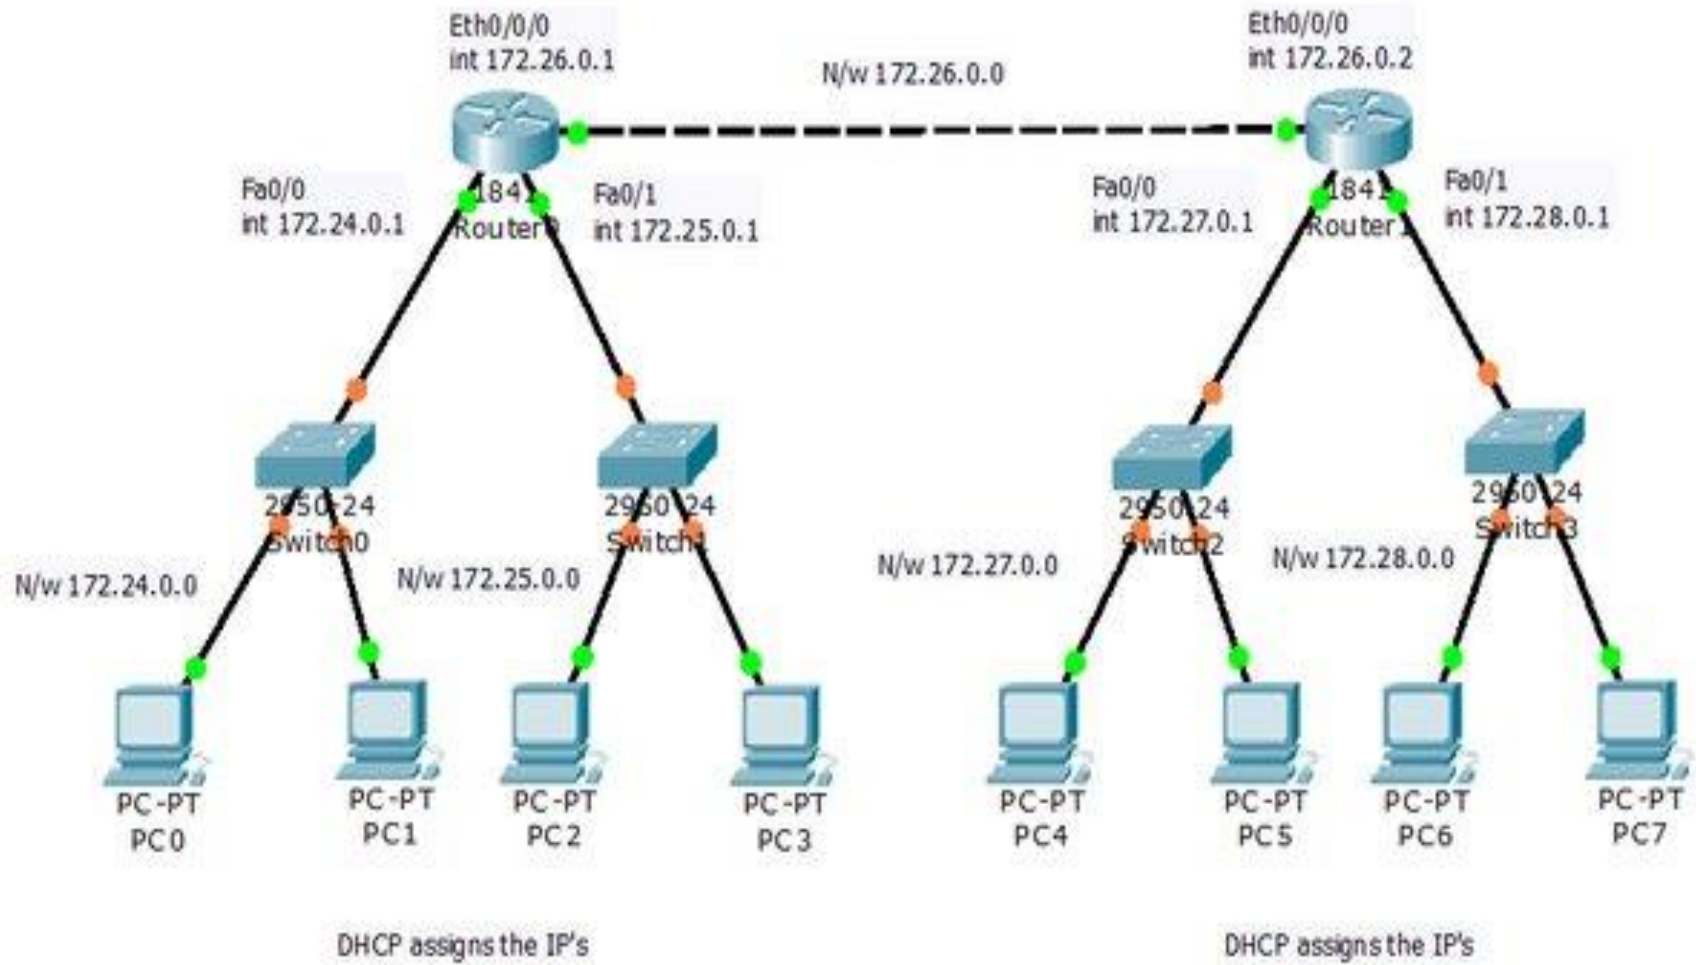 Eth0/0/0
int 172.26.0.1
N/w 172.26.0.0
Eth0/0/0
int 172.26.0.2
Fa0/0
int 172.24.0.1
1841
Router0
Fa0/1
int 172.25.0.1
Fa0/0
int 172.27.0.1
1841
Router1
Fa0/1
int 172.28.0.1
2950-24
Switch0
2950-24
Switch1
2950-24
Switch2
2950-24
Switch3
N/w 172.24.0.0
N/w 172.25.0.0
N/w 172.27.0.0
N/w 172.28.0.0
PC-PT
PC0
PC-PT
PC1
PC-PT
PC2
PC-PT
PC3
PC-PT
PC4
PC-PT
PC5
PC-PT
PC6
PC-PT
PC7
DHCP assigns the IP's
DHCP assigns the IP's